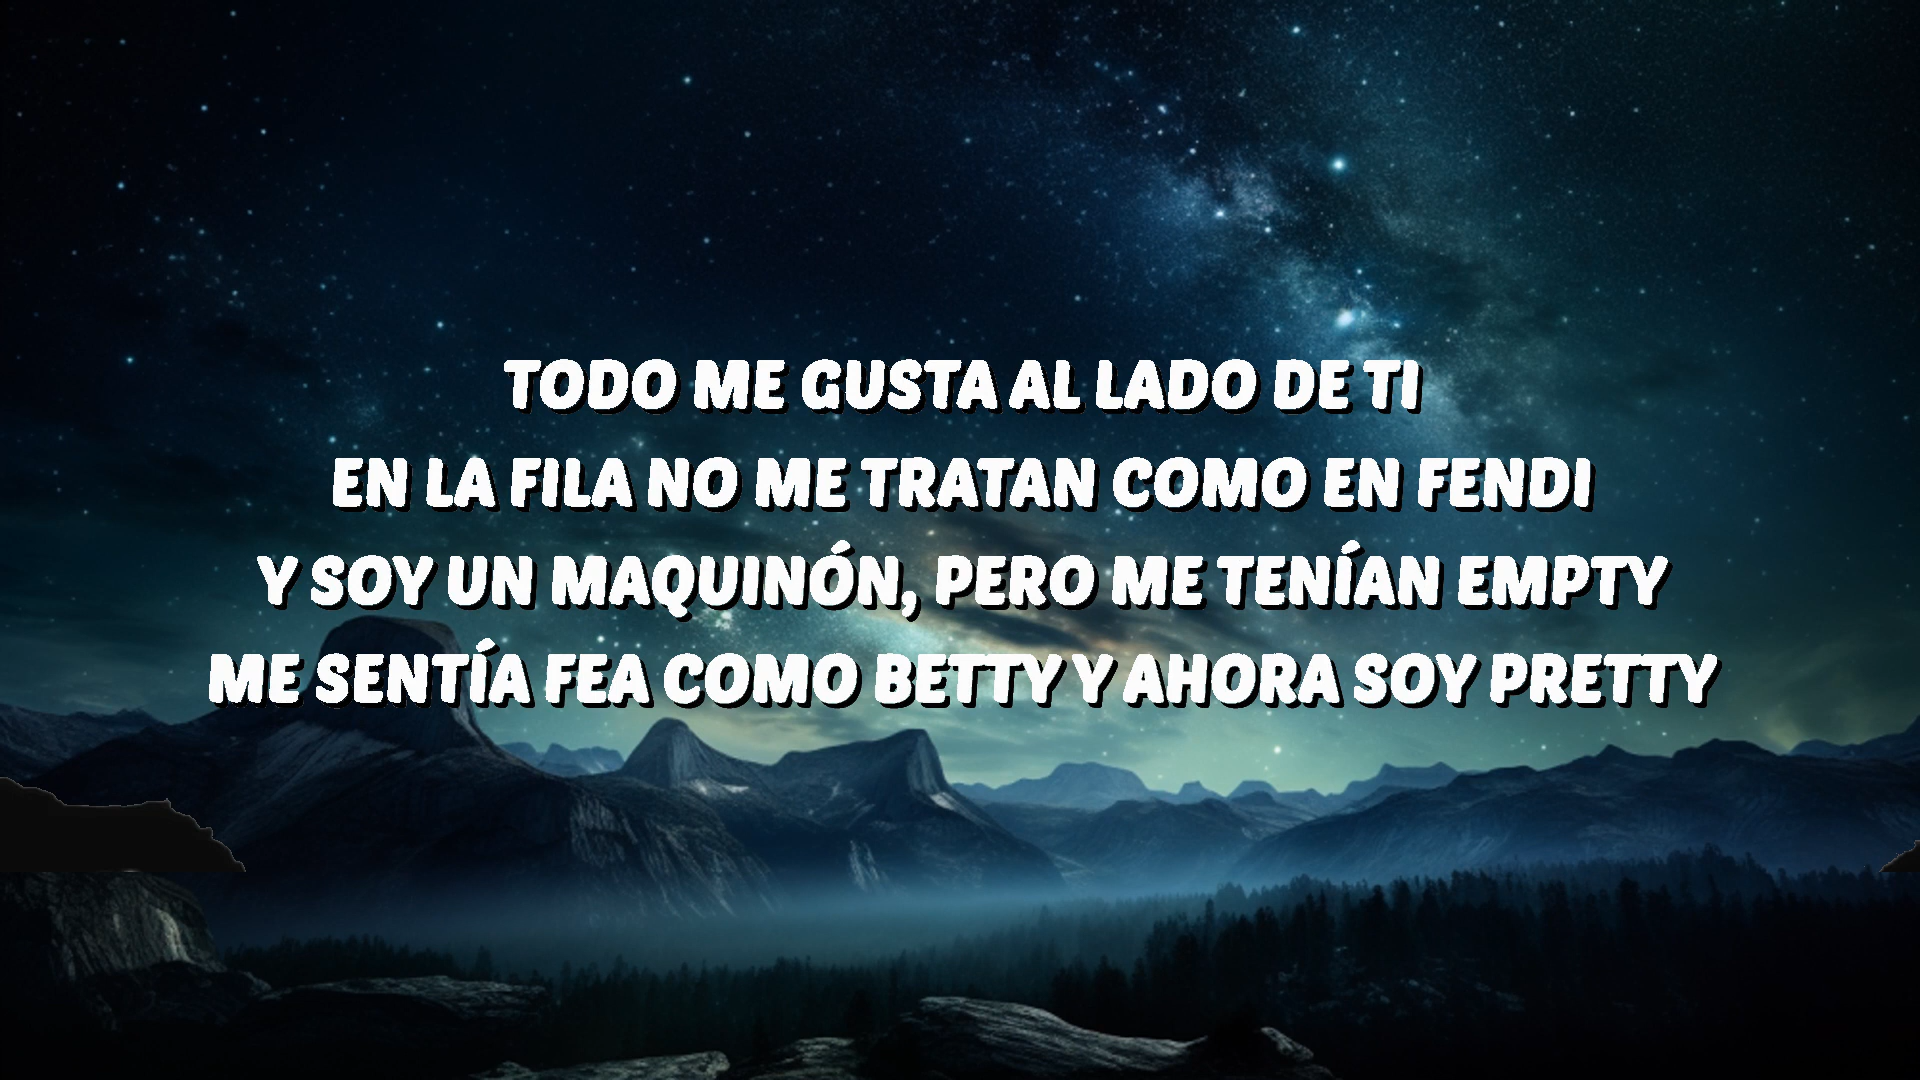 TODO ME GUSTA AL LADO DE TI
EN LA FILA NO ME TRATAN COMO EN FENDI
Y SOY UN MAQUINÓN, PERO ME TENÍAN EMPTY
ME SENTÍA FEA COMO BETTY Y AHORA SOY PRETTY